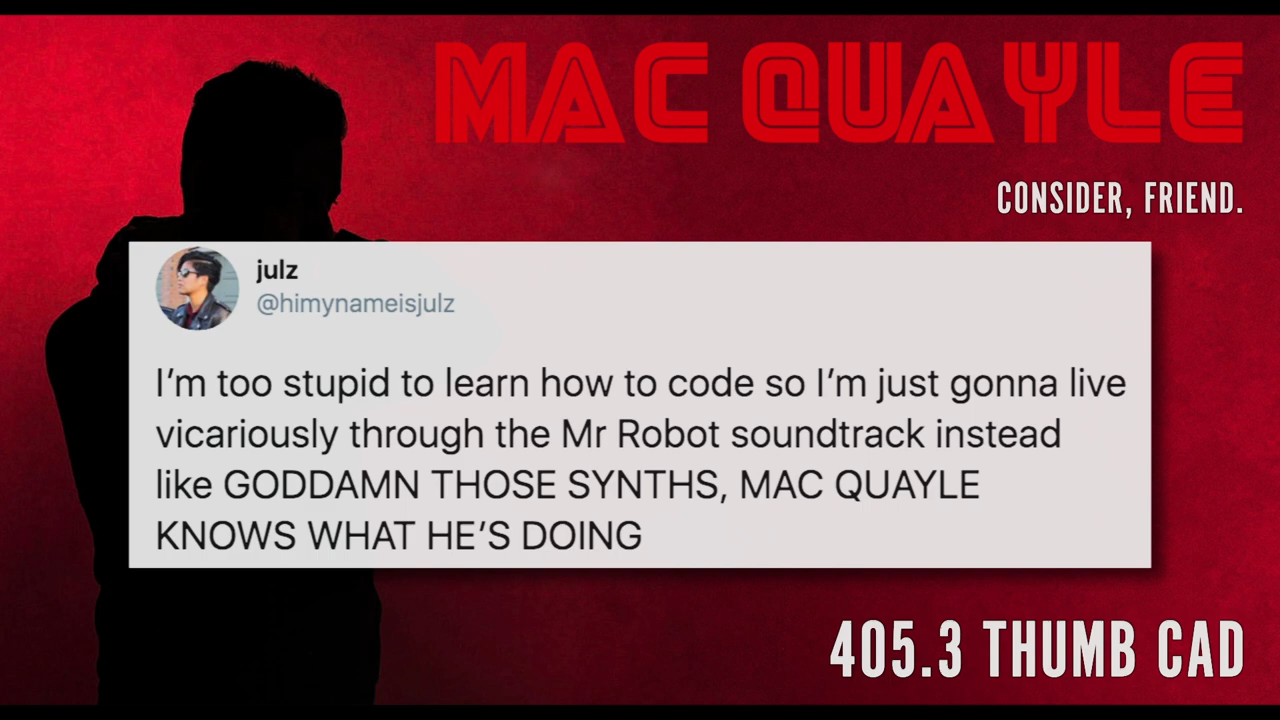 MAC QUAYLE
CONSIDER, FRIEND.
julz
@himynameisjulz
I’m too stupid to learn how to code so I’m just gonna live
vicariously through the Mr Robot soundtrack instead
like GODDAMN THOSE SYNTHS, MAC QUAYLE
KNOWS WHAT HE’S DOING
405.3 THUMB CAD